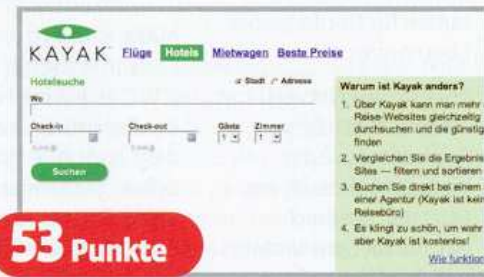 KAYAK Flüge Hotels Mietwagen Beste Preise
Hotelsuche Stadt Adresse
Wo
Check-in Check-out Gäste Zimmer
1 1
Suchen
53 Punkte
Warum ist Kayak anders?
1. Über Kayak kann man mehr
Reise-Websites gleichzeitig
durchsuchen und die günstig
finden
2. Vergleichen Sie die Ergebnis
Sites — filtern und sortieren
3. Buchen Sie direkt bei einem
einer Agentur (Kayak ist kein
Reisebüro)
4. Es klingt zu schön, um wahr
aber Kayak ist kostenlos!
Wie funktion